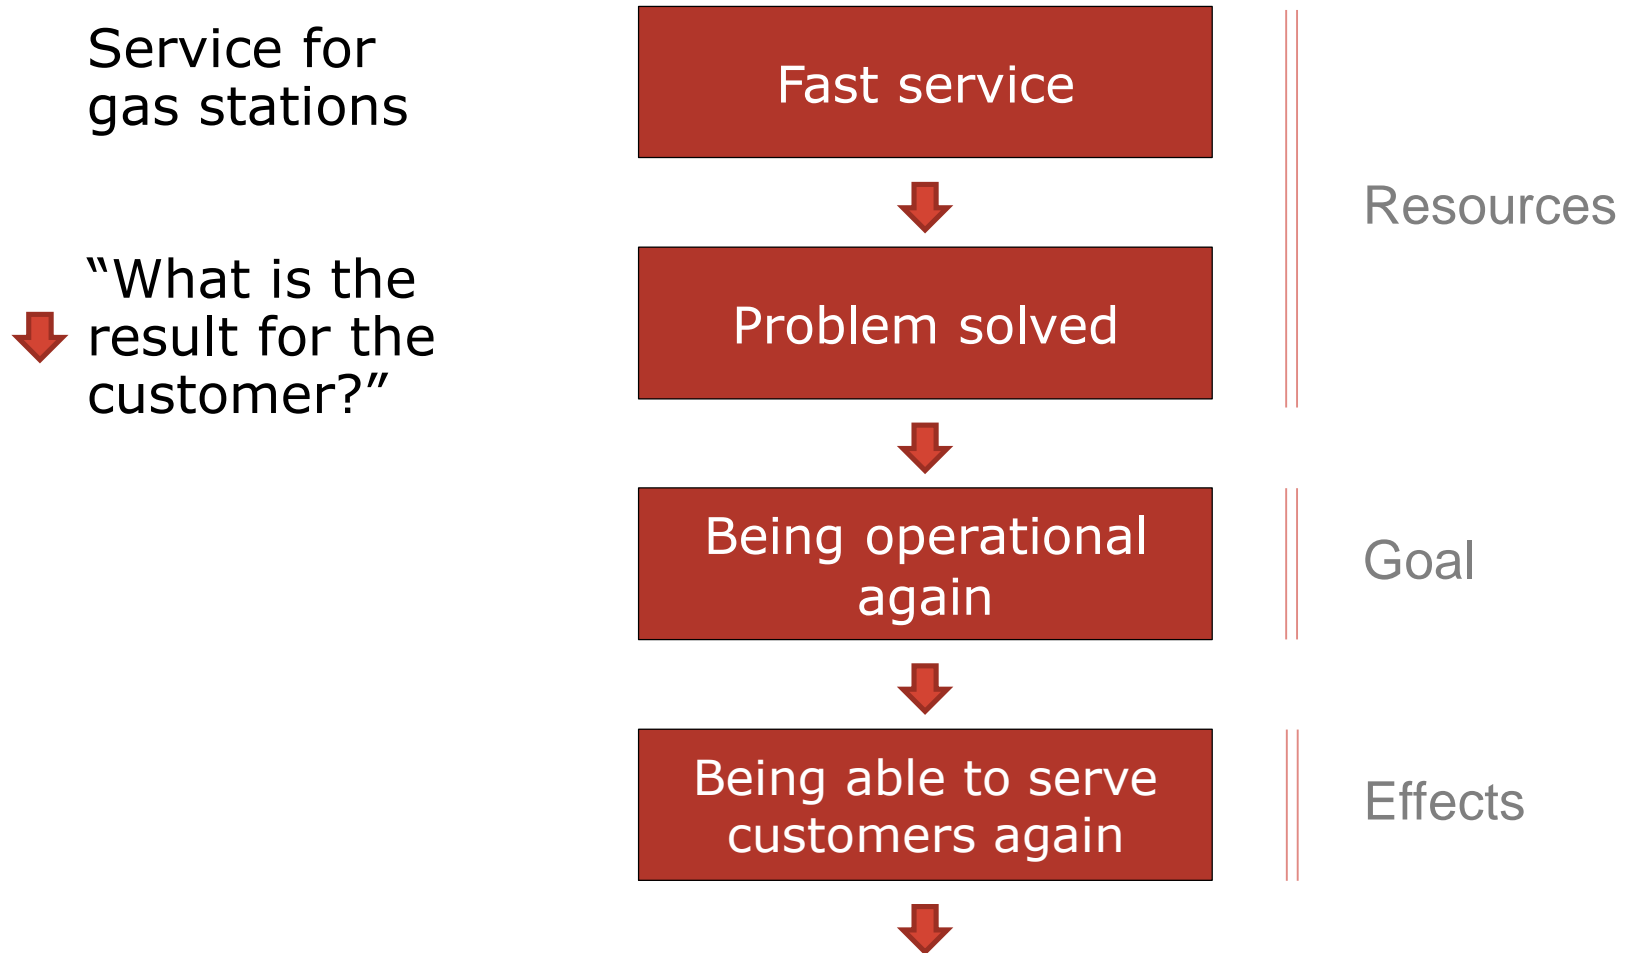 Service for
gas stations
“What is the
result for the
customer?”
Fast service
Problem solved
Being operational
again
Being able to serve
customers again
Resources
Goal
Effects